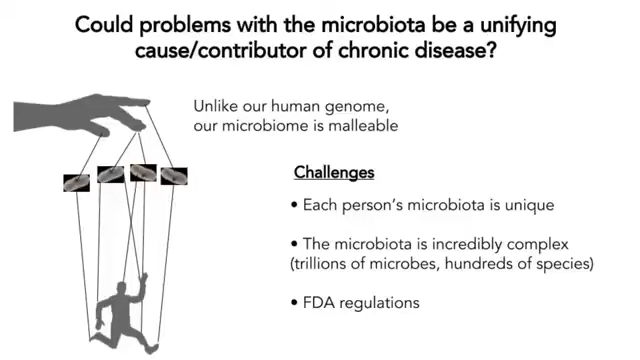 Could problems with the microbiota be a unifying
cause/contributor of chronic disease?
Unlike our human genome,
our microbiome is malleable
Challenges
• Each person's microbiota is unique
• The microbiota is incredibly complex
(trillions of microbes, hundreds of species)
• FDA regulations